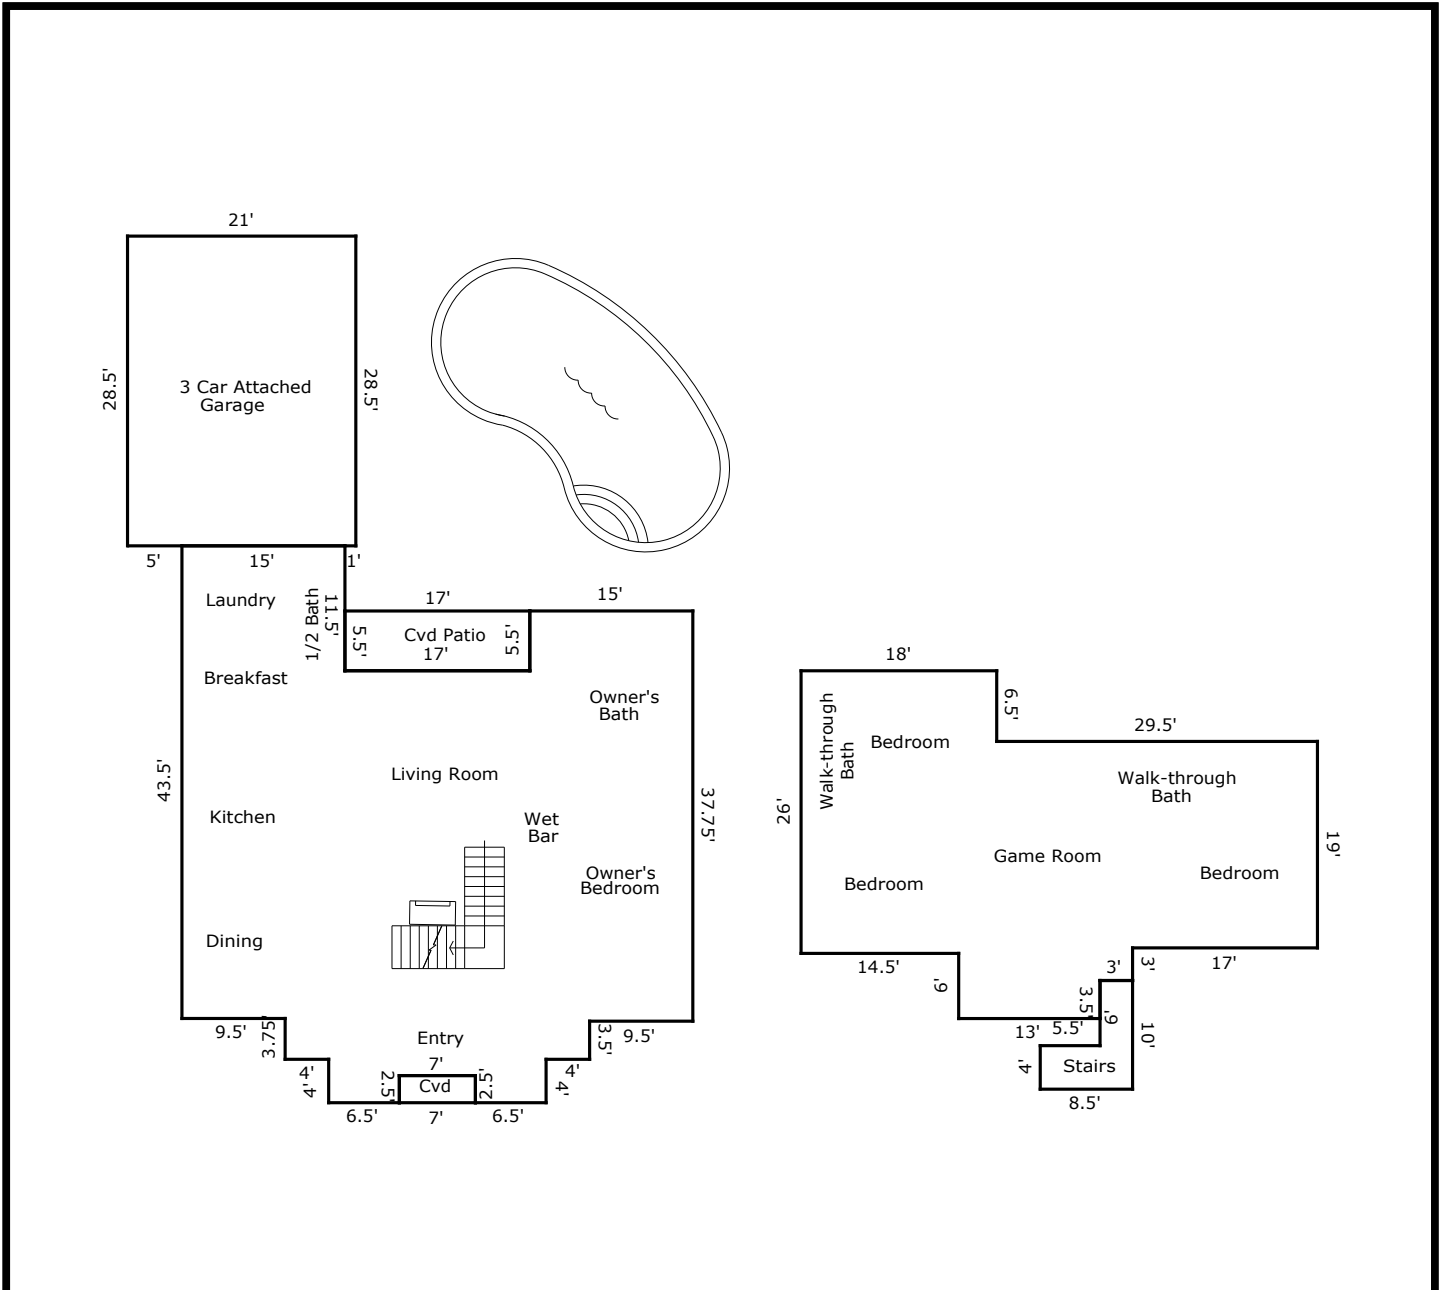 21'
28.5'
3 Car Attached
Garage
28.5'
5'
15'
1'
Laundry
1/2 Bath
11.5'
17'
15'
5.5'
Cvd Patio
17'
5.5'
Breakfast
Owner's
Bath
Living Room
43.5'
Kitchen
Wet
Bar
37.75'
Owner's
Bedroom
Dining
9.5'
3.75'
Entry
3.5'
9.5'
4'
4'
7'
2.5'
Cvd
2.5'
4'
4'
6.5'
7'
6.5'
18'
6.5'
29.5'
Walk-through
Bath
Bedroom
Walk-through
Bath
26'
Game Room
19'
Bedroom
Bedroom
14.5'
6'
3'
3'
17'
3.5'
6'
13'
5.5'
10'
4'
Stairs
8.5'